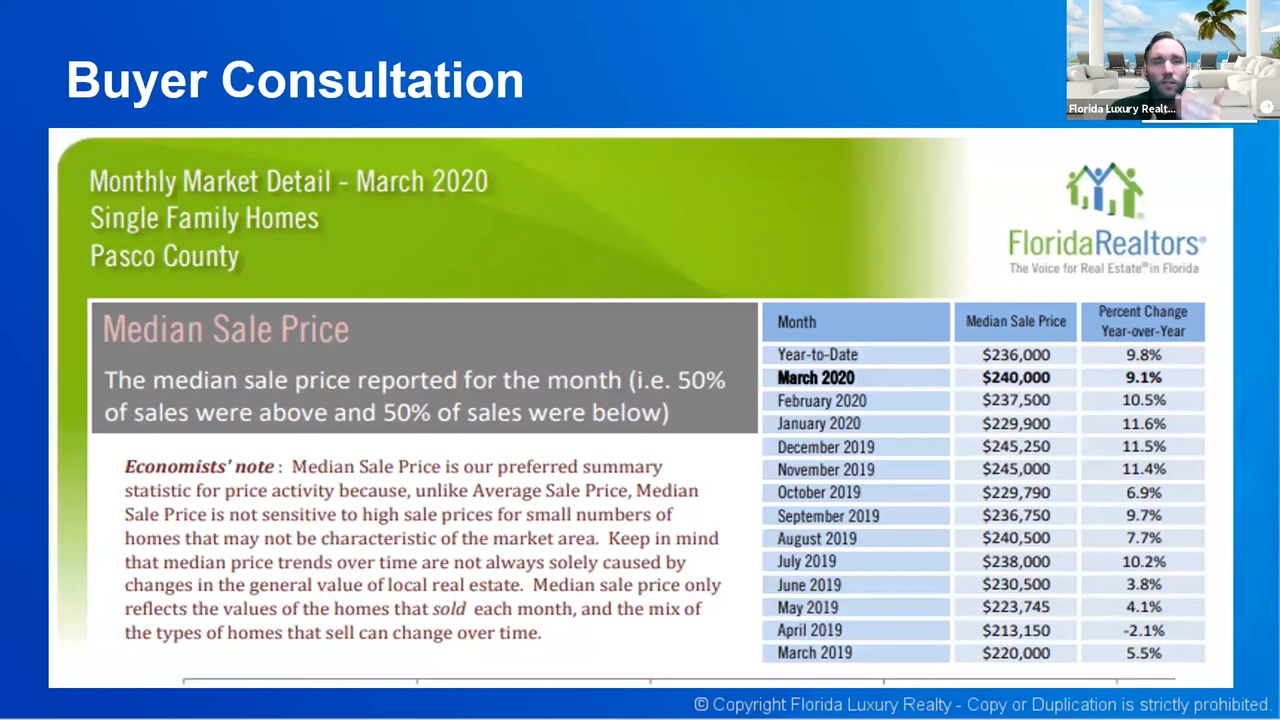 Buyer Consultation
Florida Luxury Realt...
Monthly Market Detail - March 2020
Single Family Homes
Pasco County
FloridaRealtors®
The Voice for Real Estate® in Florida
Median Sale Price
The median sale price reported for the month (i.e. 50%
of sales were above and 50% of sales were below)
Economists' note : Median Sale Price is our preferred summary
statistic for price activity because, unlike Average Sale Price, Median
Sale Price is not sensitive to high sale prices for small numbers of
homes that may not be characteristic of the market area. Keep in mind
that median price trends over time are not always solely caused by
changes in the general value of local real estate. Median sale price only
reflects the values of the homes that sold each month, and the mix of
the types of homes that sell can change over time.
Month Median Sale Price Percent Change Year-over-Year
Year-to-Date $236,000 9.8%
March 2020 $240,000 9.1%
February 2020 $237,500 10.5%
January 2020 $229,900 11.6%
December 2019 $245,250 11.5%
November 2019 $245,000 11.4%
October 2019 $229,790 6.9%
September 2019 $236,750 9.7%
August 2019 $240,500 7.7%
July 2019 $238,000 10.2%
June 2019 $230,500 3.8%
May 2019 $223,745 4.1%
April 2019 $213,150 -2.1%
March 2019 $220,000 5.5%
© Copyright Florida Luxury Realty - Copy or Duplication is strictly prohibited.